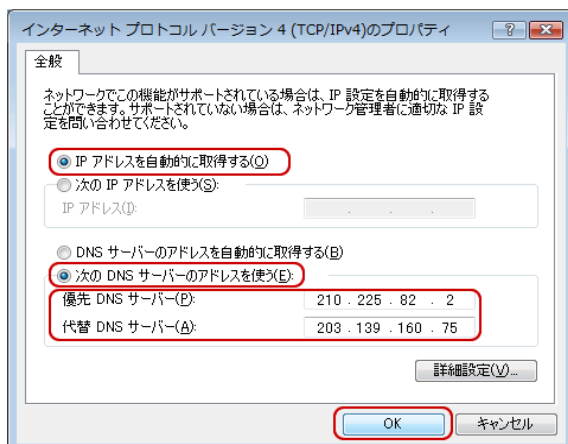 インターネット プロトコル バージョン 4 (TCP/IPv4)のプロパティ
全般
ネットワークでこの機能がサポートされている場合は、IP 設定を自動的に取得する
ことができます。サポートされていない場合は、ネットワーク管理者に適切な IP 設
定を問い合わせてください。
IP アドレスを自動的に取得する(O)
次の IP アドレスを使う(S):
IP アドレス(I):
DNS サーバーのアドレスを自動的に取得する(B)
次の DNS サーバーのアドレスを使う(E):
優先 DNS サーバー(P): 210 . 225 . 82 . 2
代替 DNS サーバー(A): 203 . 139 . 160 . 75
詳細設定(V)...
OK キャンセル